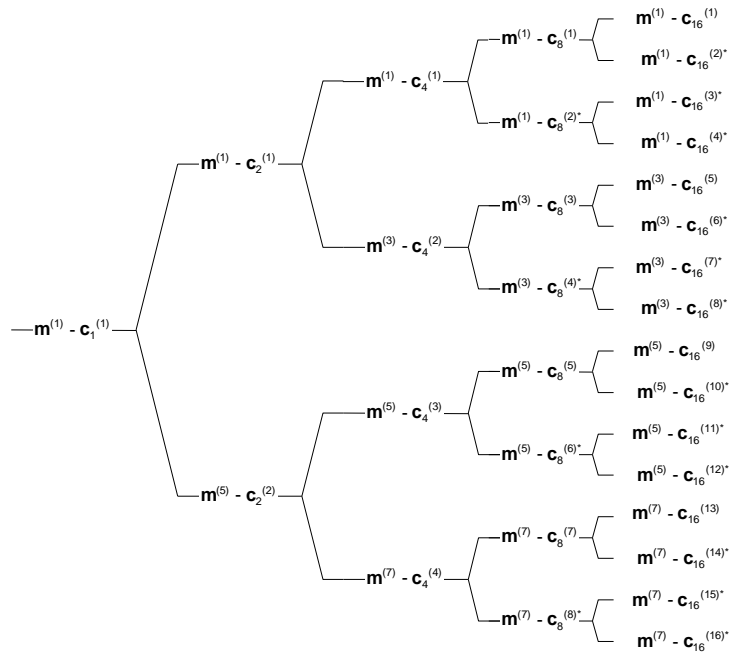 m(1) - c1(1)
m(1) - c2(1)
m(5) - c2(2)
m(1) - c4(1)
m(3) - c4(2)
m(5) - c4(3)
m(7) - c4(4)
m(1) - c8(1)
m(1) - c8(2)*
m(3) - c8(3)
m(3) - c8(4)*
m(5) - c8(5)
m(5) - c8(6)*
m(7) - c8(7)
m(7) - c8(8)*
m(1) - c16(1)
m(1) - c16(2)*
m(1) - c16(3)*
m(1) - c16(4)*
m(3) - c16(5)
m(3) - c16(6)*
m(3) - c16(7)*
m(3) - c16(8)*
m(5) - c16(9)
m(5) - c16(10)*
m(5) - c16(11)*
m(5) - c16(12)*
m(7) - c16(13)
m(7) - c16(14)*
m(7) - c16(15)*
m(7) - c16(16)*